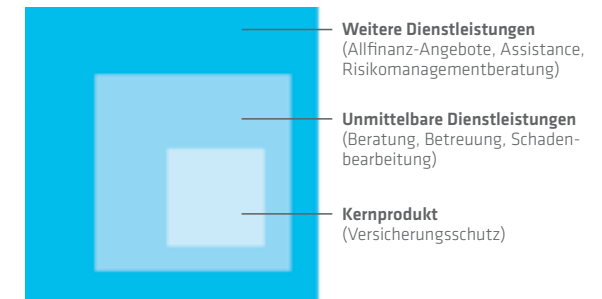 Weitere Dienstleistungen
(Allfinanz-Angebote, Assistance,
Risikomanagementberatung)
Unmittelbare Dienstleistungen
(Beratung, Betreuung, Schaden-
bearbeitung)
Kernprodukt
(Versicherungsschutz)